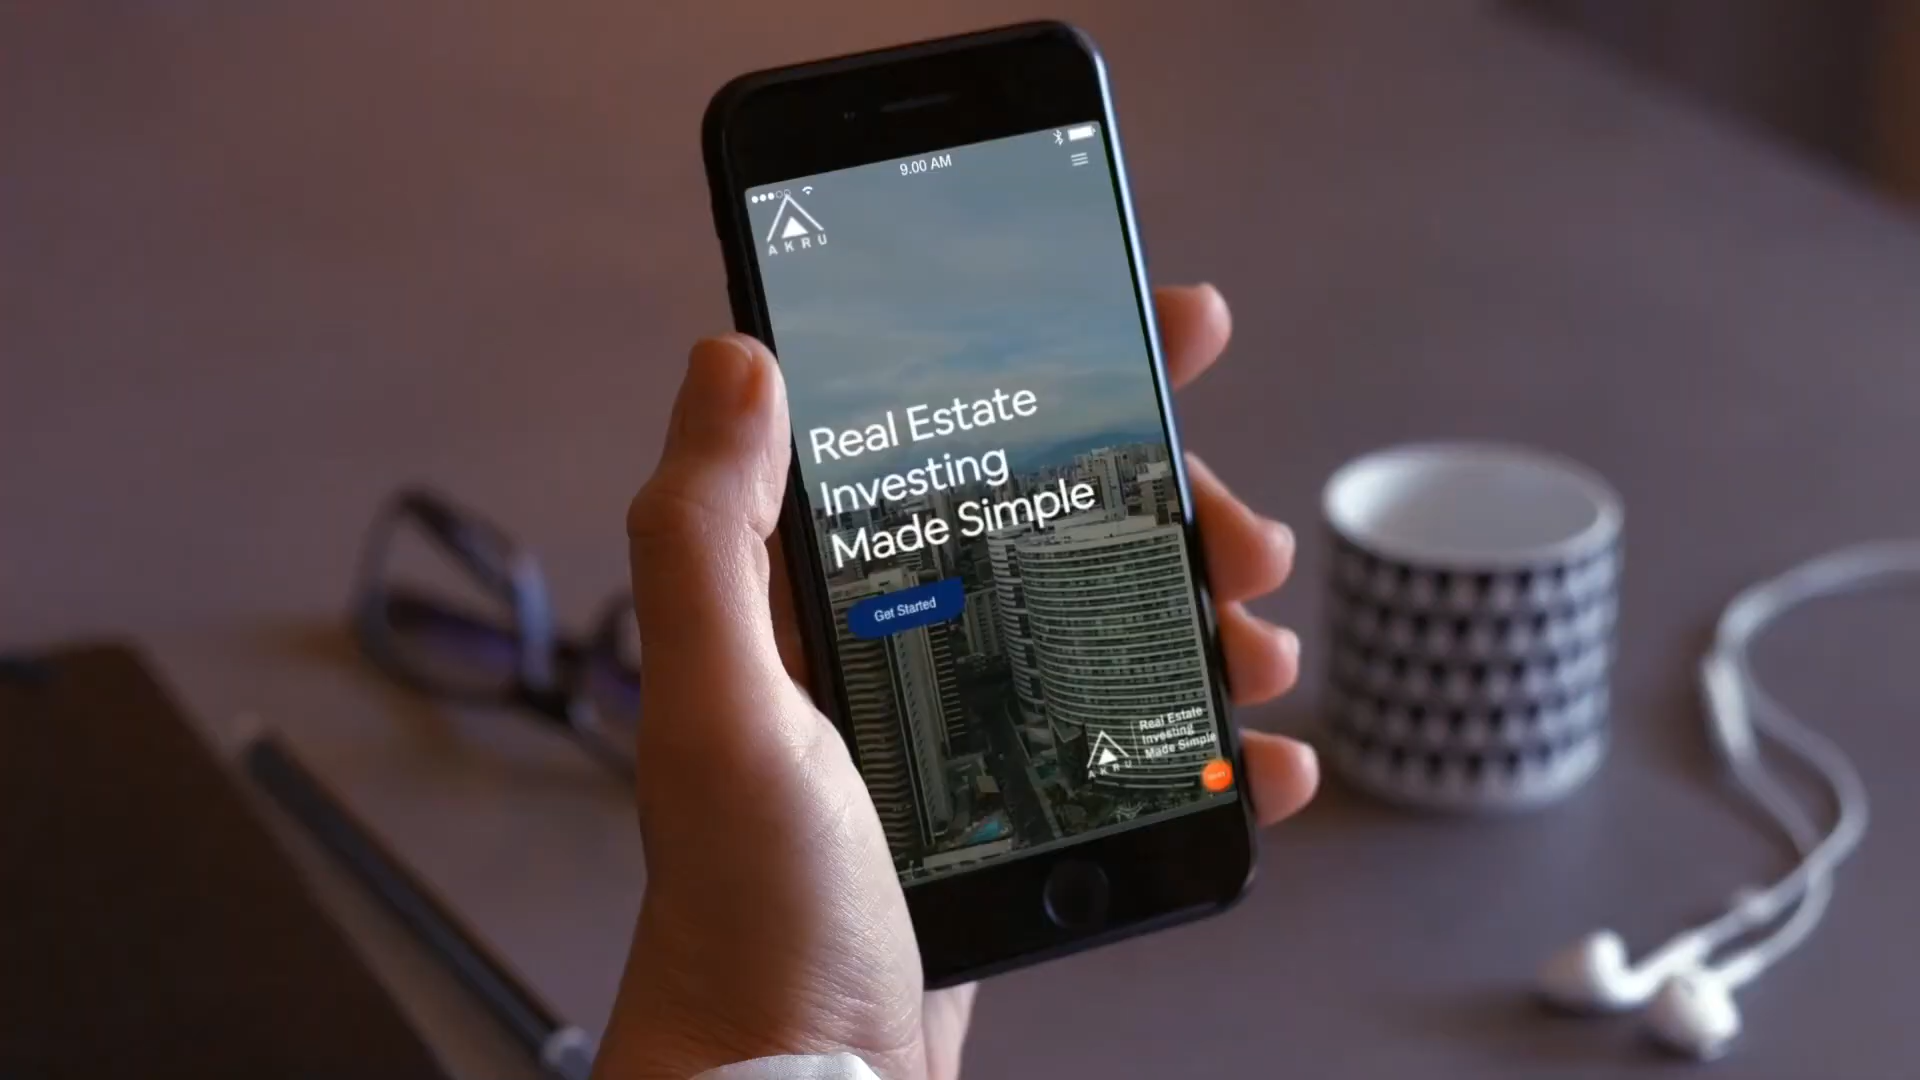 9.00 AM
AKRU
Real Estate
Investing
Made Simple
Get Started
AKRU
Real Estate
Investing
Made Simple